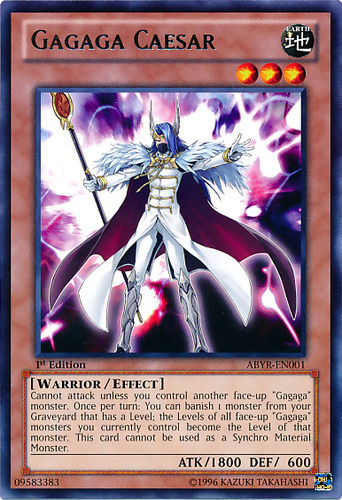 GAGAGA CAESAR
EARTH
地
1st Edition
ABYR-EN001
[WARRIOR/EFFECT]
Cannot attack unless you control another face-up "Gagaga"
monster. Once per turn: You can banish 1 monster from your
Graveyard that has a Level; the Levels of all face-up "Gagaga"
monsters you currently control become the Level of that
monster. This card cannot be used as a Synchro Material
Monster.
ATK/1800 DEF/ 600
09583383
©1996 KAZUKI TAKAHASHI